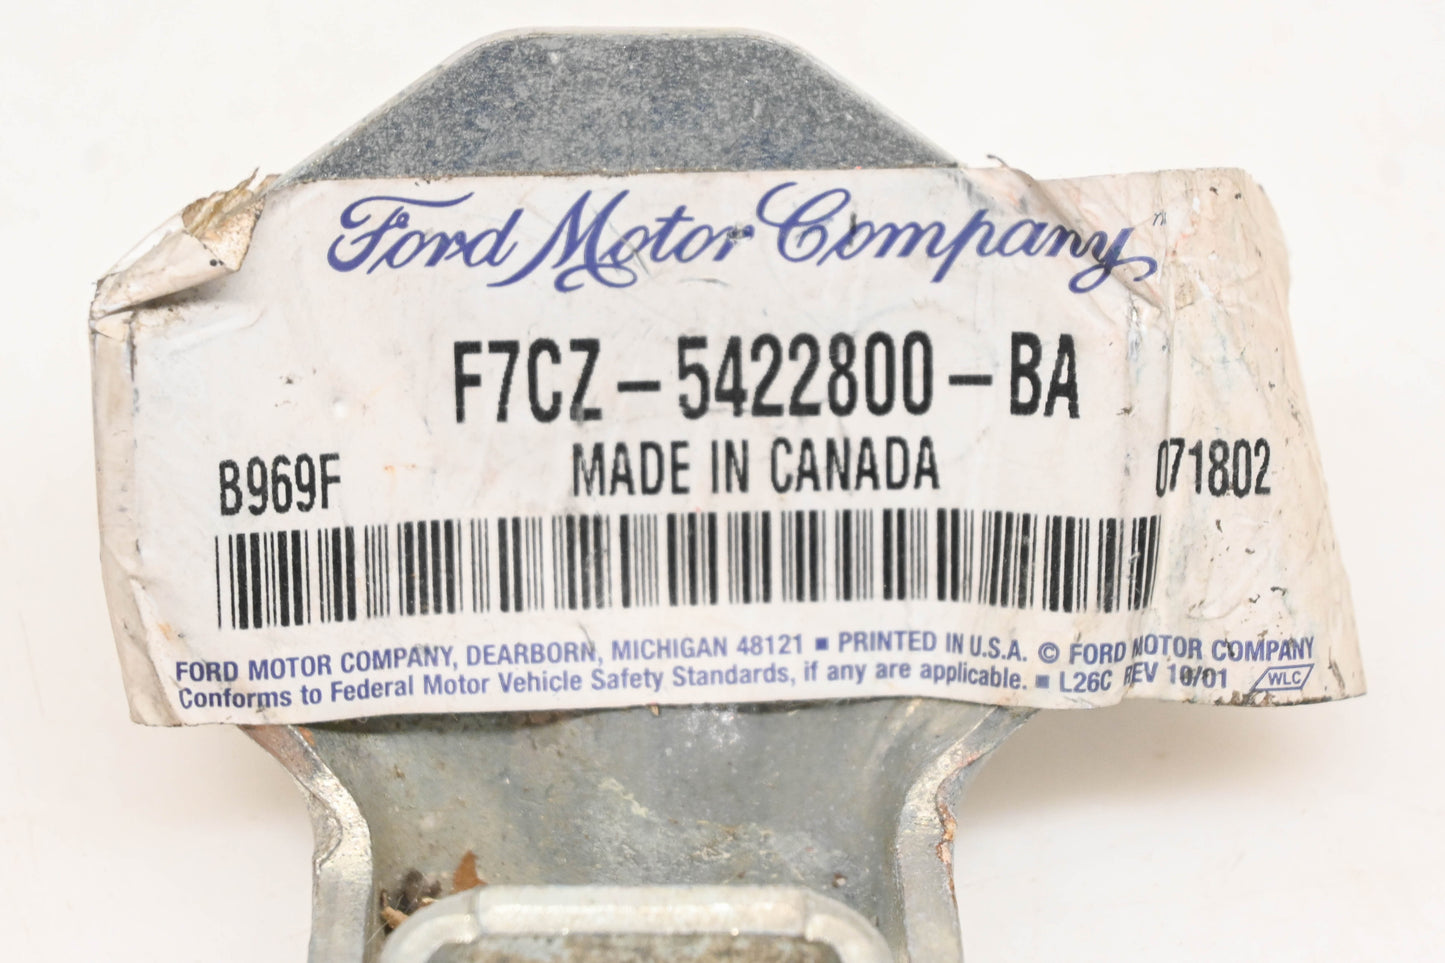 Ford Motor Company
F7CZ-5422800-BA
B969F MADE IN CANADA 071802
FORD MOTOR COMPANY, DEARBORN, MICHIGAN 48121 ■ PRINTED IN U.S.A. © FORD MOTOR COMPANY
Conforms to Federal Motor Vehicle Safety Standards, if any are applicable. ■ L26C REV 10/01 WLC